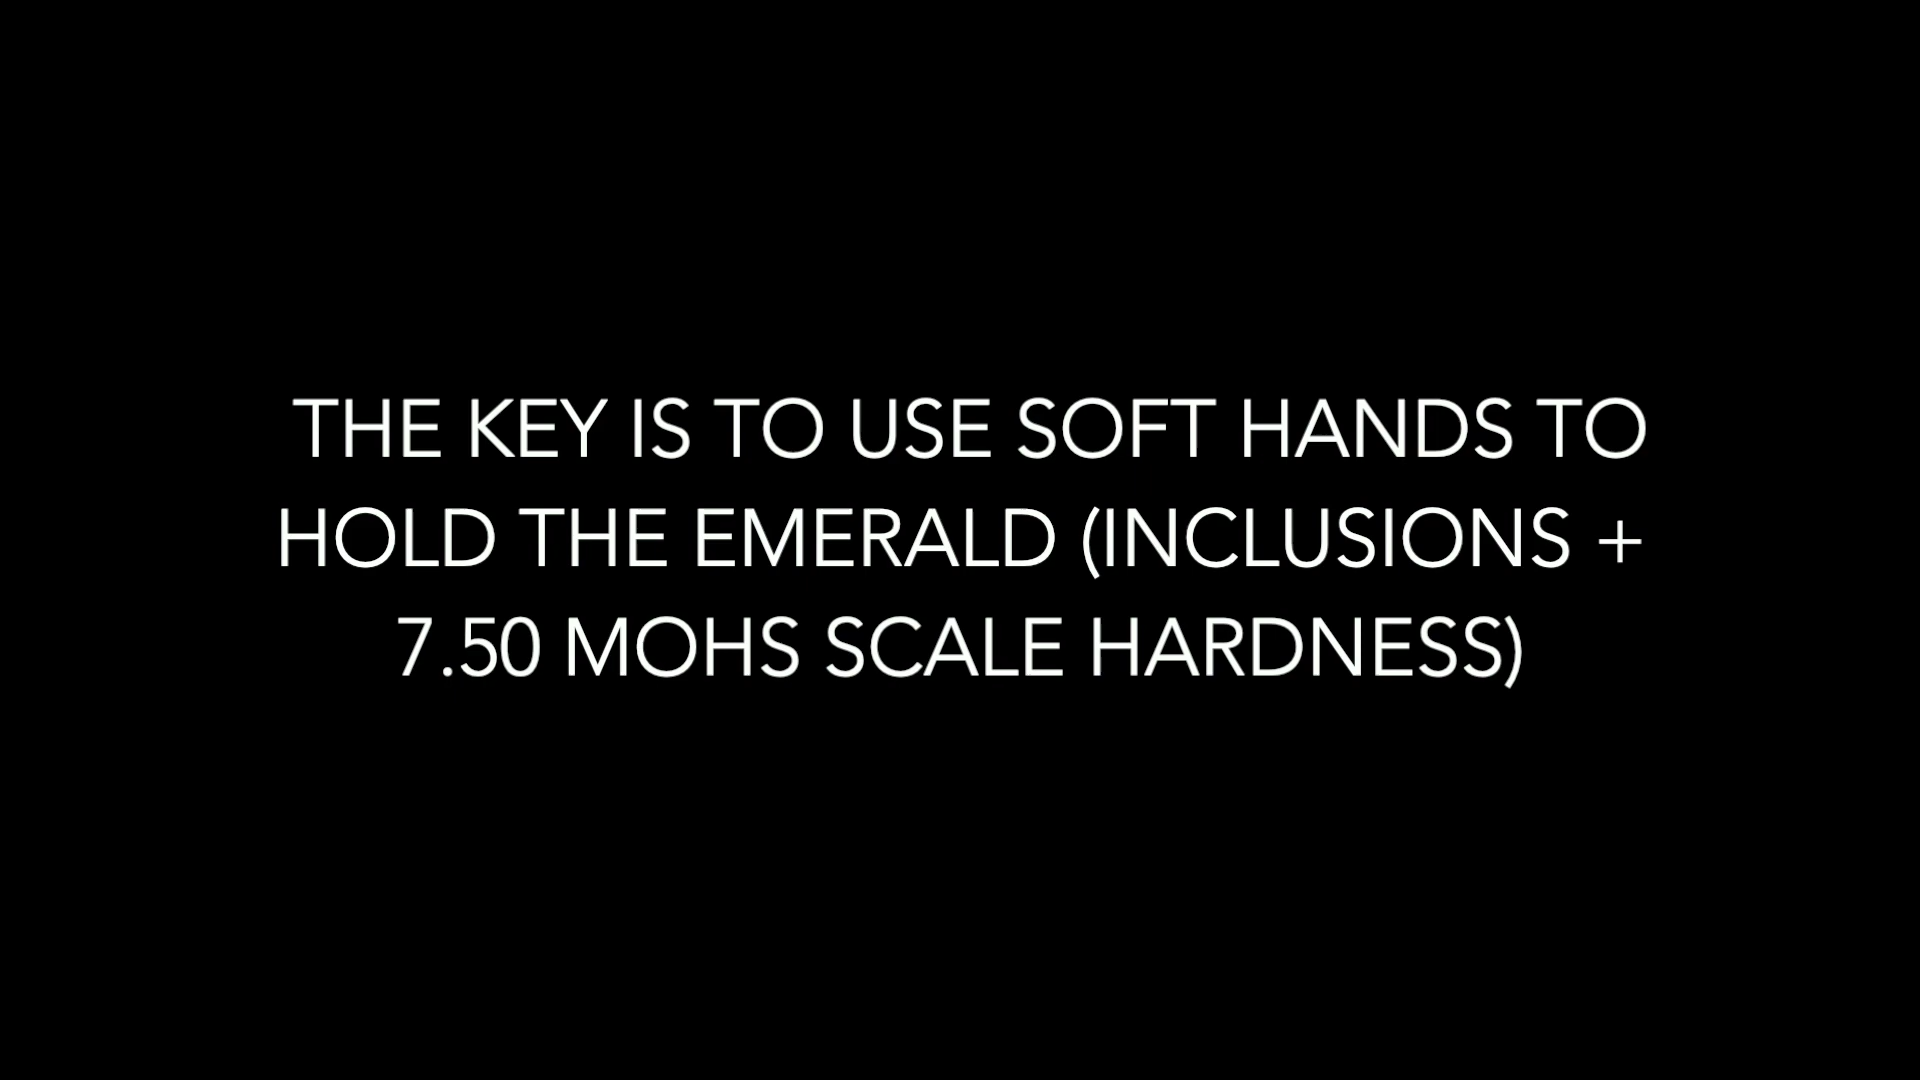 THE KEY IS TO USE SOFT HANDS TO
HOLD THE EMERALD (INCLUSIONS +
7.50 MOHS SCALE HARDNESS)